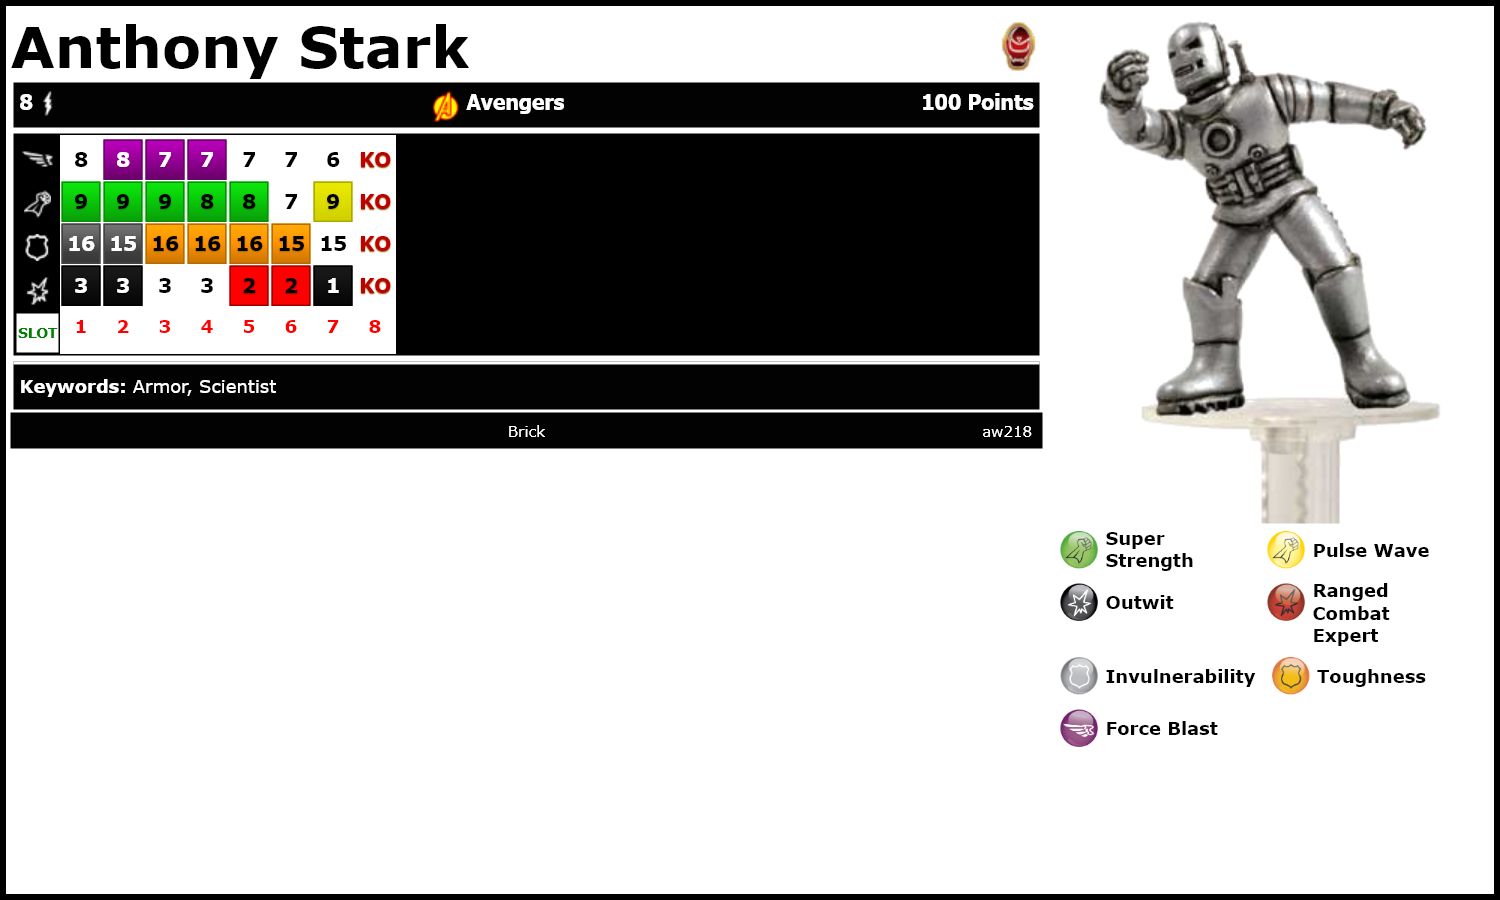 Anthony Stark
8 Avengers 100 Points
8 8 7 7 7 7 6 KO
9 9 9 8 8 7 9 KO
16 15 16 16 16 15 15 KO
3 3 3 3 2 2 1 KO
SLOT 1 2 3 4 5 6 7 8
Keywords: Armor, Scientist
Brick aw218
Super
Strength
Pulse Wave
Outwit
Ranged
Combat
Expert
Invulnerability
Toughness
Force Blast